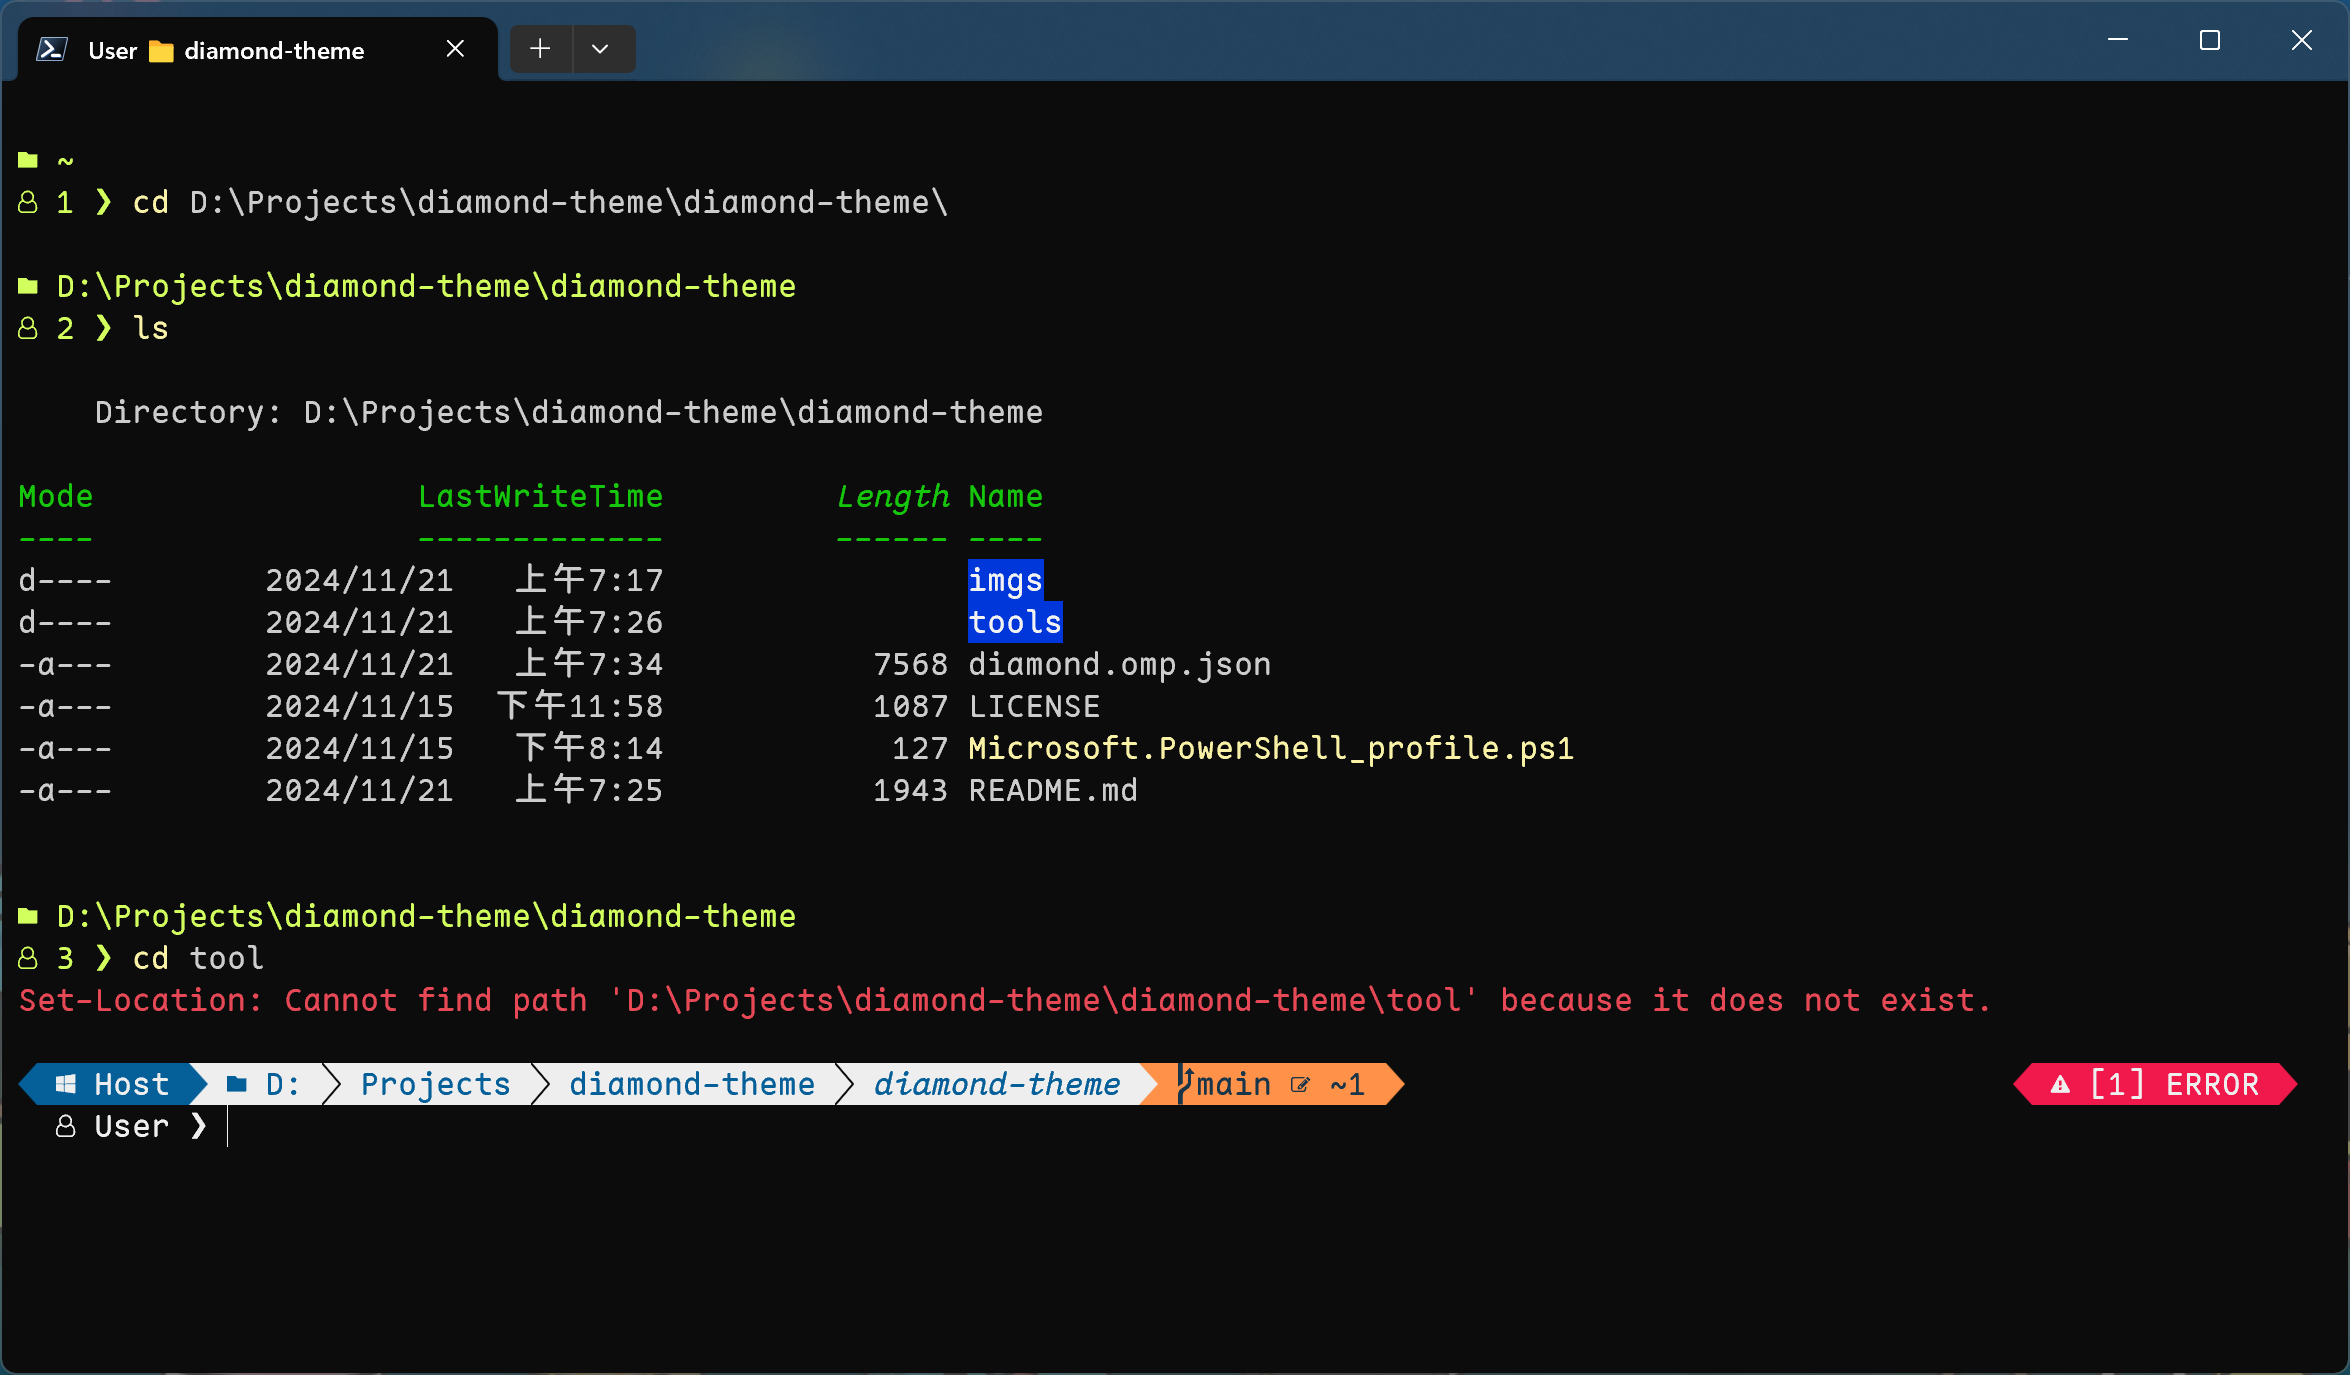 User diamond-theme
~
1 ❯ cd D:\Projects\diamond-theme\diamond-theme\
D:\Projects\diamond-theme\diamond-theme
2 ❯ ls
Directory: D:\Projects\diamond-theme\diamond-theme
Mode LastWriteTime Length Name
---- ------------- ------ ----
d---- 2024/11/21 上午7:17 imgs
d---- 2024/11/21 上午7:26 tools
-a--- 2024/11/21 上午7:34 7568 diamond.omp.json
-a--- 2024/11/15 下午11:58 1087 LICENSE
-a--- 2024/11/15 下午8:14 127 Microsoft.PowerShell_profile.ps1
-a--- 2024/11/21 上午7:25 1943 README.md
D:\Projects\diamond-theme\diamond-theme
3 ❯ cd tool
Set-Location: Cannot find path 'D:\Projects\diamond-theme\diamond-theme\tool' because it does not exist.
Host D: Projects diamond-theme diamond-theme main ~1 [1] ERROR
User ❯